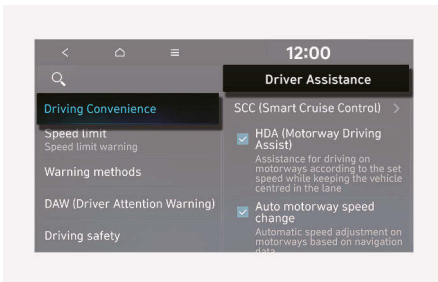 12:00
Driver Assistance
Driving Convenience
Speed limit
Speed limit warning
Warning methods
DAW (Driver Attention Warning)
Driving safety
SCC (Smart Cruise Control)
HDA (Motorway Driving
Assist)
Assistance for driving on
motorways according to the set
speed while keeping the vehicle
centred in the lane
Auto motorway speed
change
Automatic speed adjustment on
motorways based on navigation
data